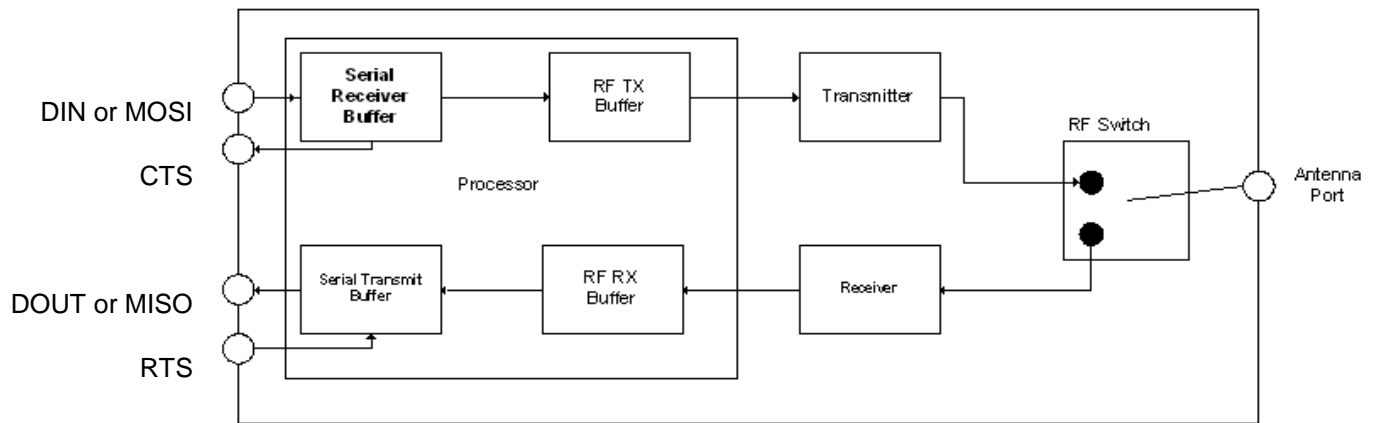 DIN or MOSI
CTS
DOUT or MISO
RTS
Serial
Receiver
Buffer
RF TX
Buffer
Transmitter
RF Switch
Antenna
Port
Processor
Serial Transmit
Buffer
RF RX
Buffer
Receiver